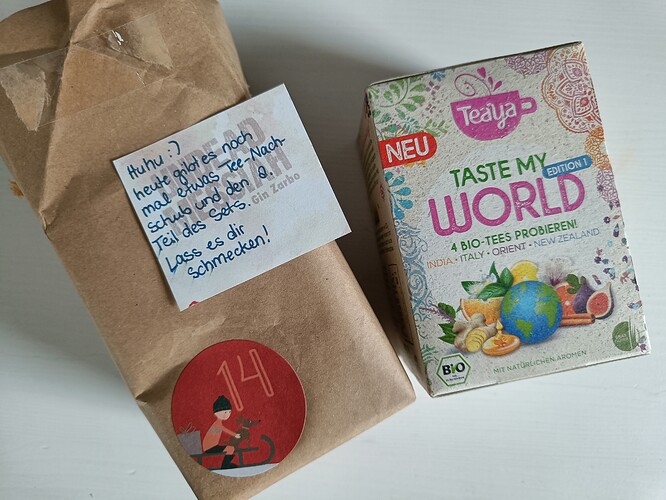 Huhu :)
heute gibt es noch
mal etwas Tee-Nach-
schub und den 2.
Teil des Sets.
Lass es dir
schmecken!
Gin Zarbo
14
Teaya
NEU
TASTE MY
WORLD
EDITION 1
4 BIO-TEES PROBIEREN!
INDIA • ITALY • ORIENT • NEW ZEALAND
BIO
MIT NATÜRLICHEN AROMEN